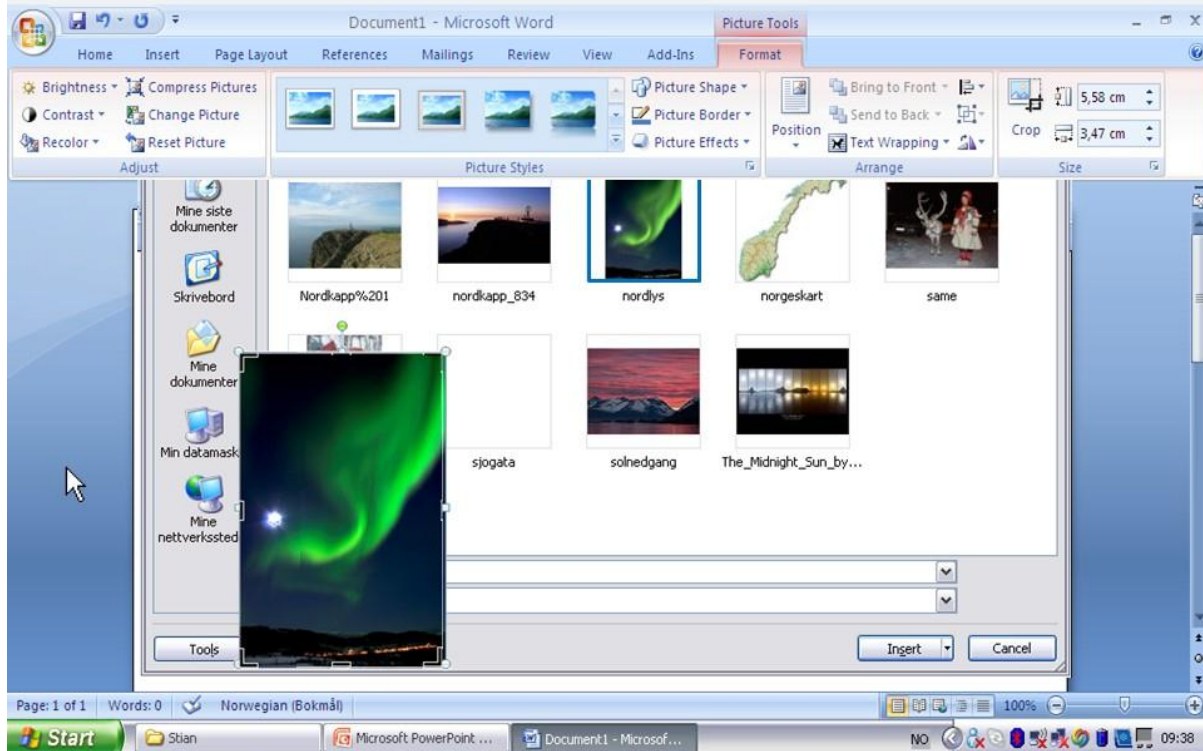 Document1 - Microsoft Word
Picture Tools
Home Insert Page Layout References Mailings Review View Add-Ins Format
Brightness Compress Pictures
Contrast Change Picture
Recolor Reset Picture
Adjust
Picture Shape
Picture Border
Picture Effects
Picture Styles
Position
Bring to Front
Send to Back
Text Wrapping
Arrange
Crop
5,58 cm
3,47 cm
Size
Mine siste
dokumenter
Skrivebord
Mine
dokumenter
Min datamask
Mine
nettverkssted
Nordkapp%201 nordkapp_834 nordlys norgeskart same
sjogata solnedgang The_Midnight_Sun_by...
Tools Insert Cancel
Page: 1 of 1 Words: 0 Norwegian (Bokmål) 100%
Start Stian Microsoft PowerPoint ... Document1 - Microsof... NO 09:38